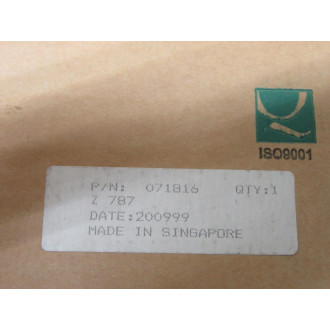 ISO9001
P/N: 071816 QTY:1
Z 787
DATE:200999
MADE IN SINGAPORE